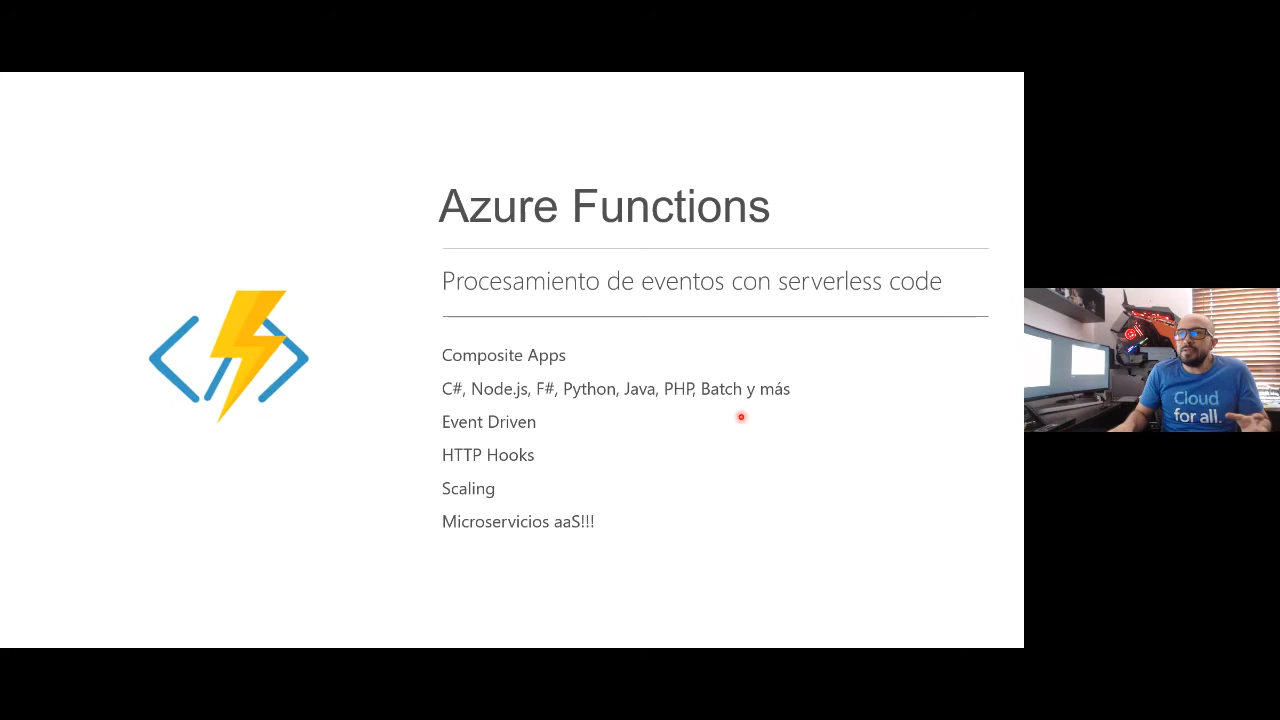 Azure Functions
Procesamiento de eventos con serverless code
Composite Apps
C#, Node.js, F#, Python, Java, PHP, Batch y más
Event Driven
HTTP Hooks
Scaling
Microservicios aaS!!!
Cloud
for all.